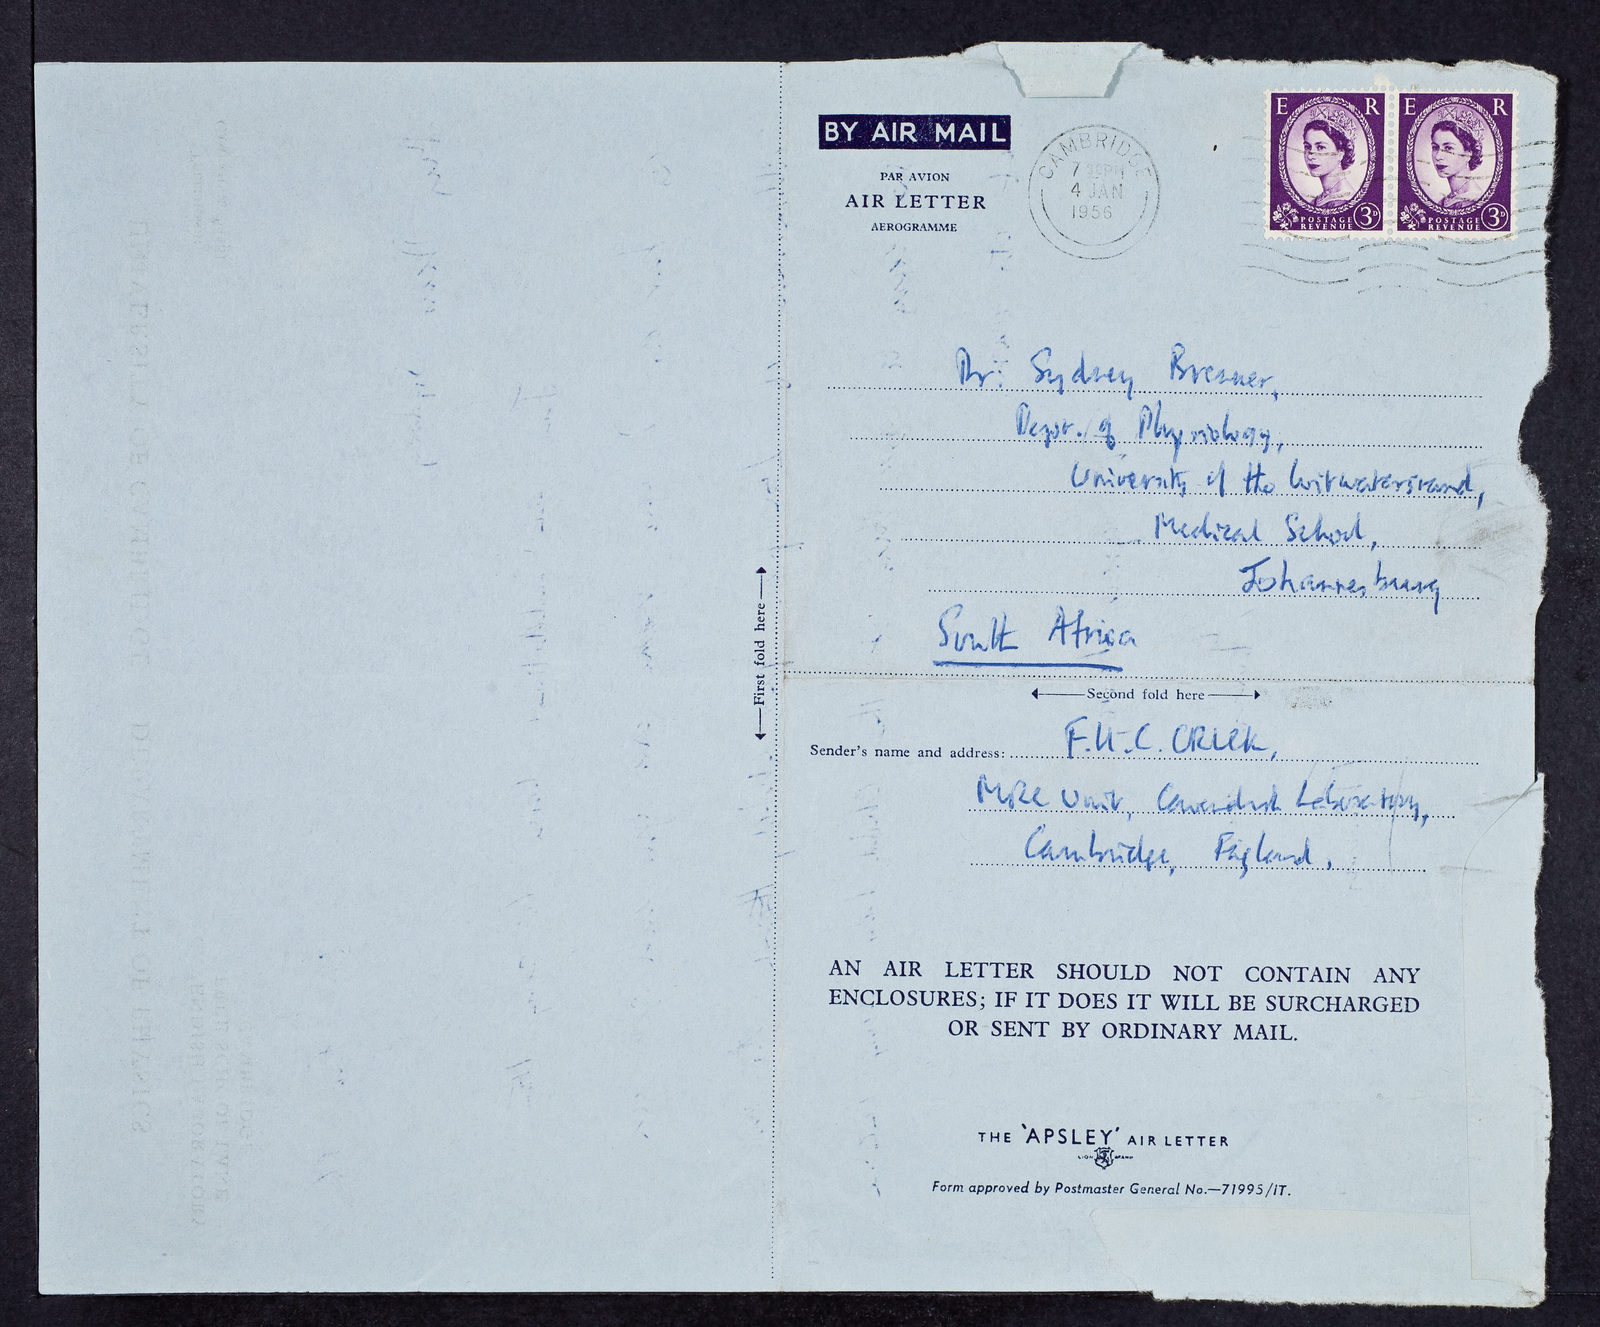 BY AIR MAIL
PAR AVION
AIR LETTER
AEROGRAMME
CAMBRIDGE
4 JAN
1956
E R
POSTAGE
REVENUE
3D
E R
POSTAGE
REVENUE
3D
Dr. Sydney Brenner,
Dept. of Physiology,
University of the Witwatersrand,
Medical School,
Johannesburg
South Africa
First fold here
Second fold here
Sender's name and address: F.H.C. CRICK,
MRC Unit, Cavendish Laboratory,
Cambridge, England.
AN AIR LETTER SHOULD NOT CONTAIN ANY
ENCLOSURES; IF IT DOES IT WILL BE SURCHARGED
OR SENT BY ORDINARY MAIL.
THE 'APSLEY' AIR LETTER
LION BRAND
Form approved by Postmaster General No.—71995/1T.